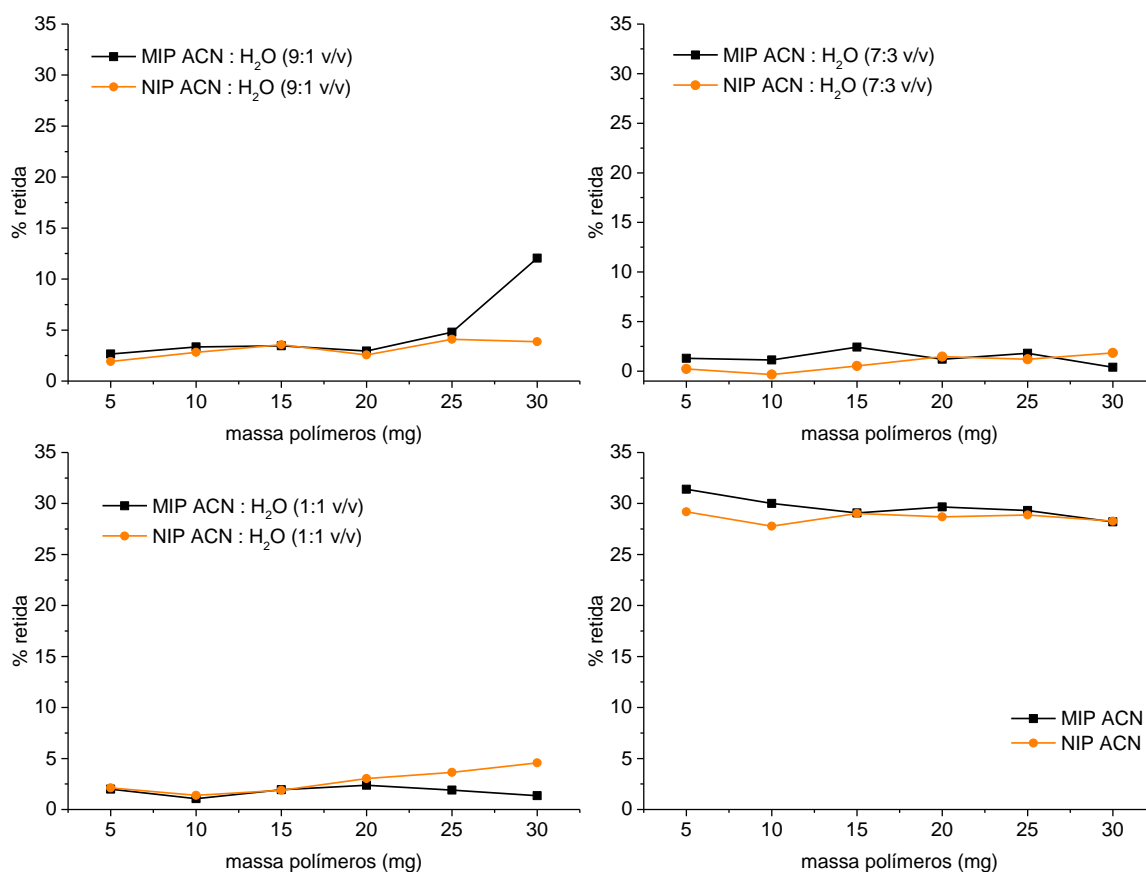 35
30
25
20
15
10
5
0
% retida
MIP ACN : H₂O (9:1 v/v)
NIP ACN : H₂O (9:1 v/v)
5 10 15 20 25 30
massa polímeros (mg)
35
30
25
20
15
10
5
0
% retida
MIP ACN : H₂O (7:3 v/v)
NIP ACN : H₂O (7:3 v/v)
5 10 15 20 25 30
massa polímeros (mg)
35
30
25
20
15
10
5
0
% retida
MIP ACN : H₂O (1:1 v/v)
NIP ACN : H₂O (1:1 v/v)
5 10 15 20 25 30
massa polímeros (mg)
35
30
25
20
15
10
5
0
% retida
MIP ACN
NIP ACN
5 10 15 20 25 30
massa polímeros (mg)